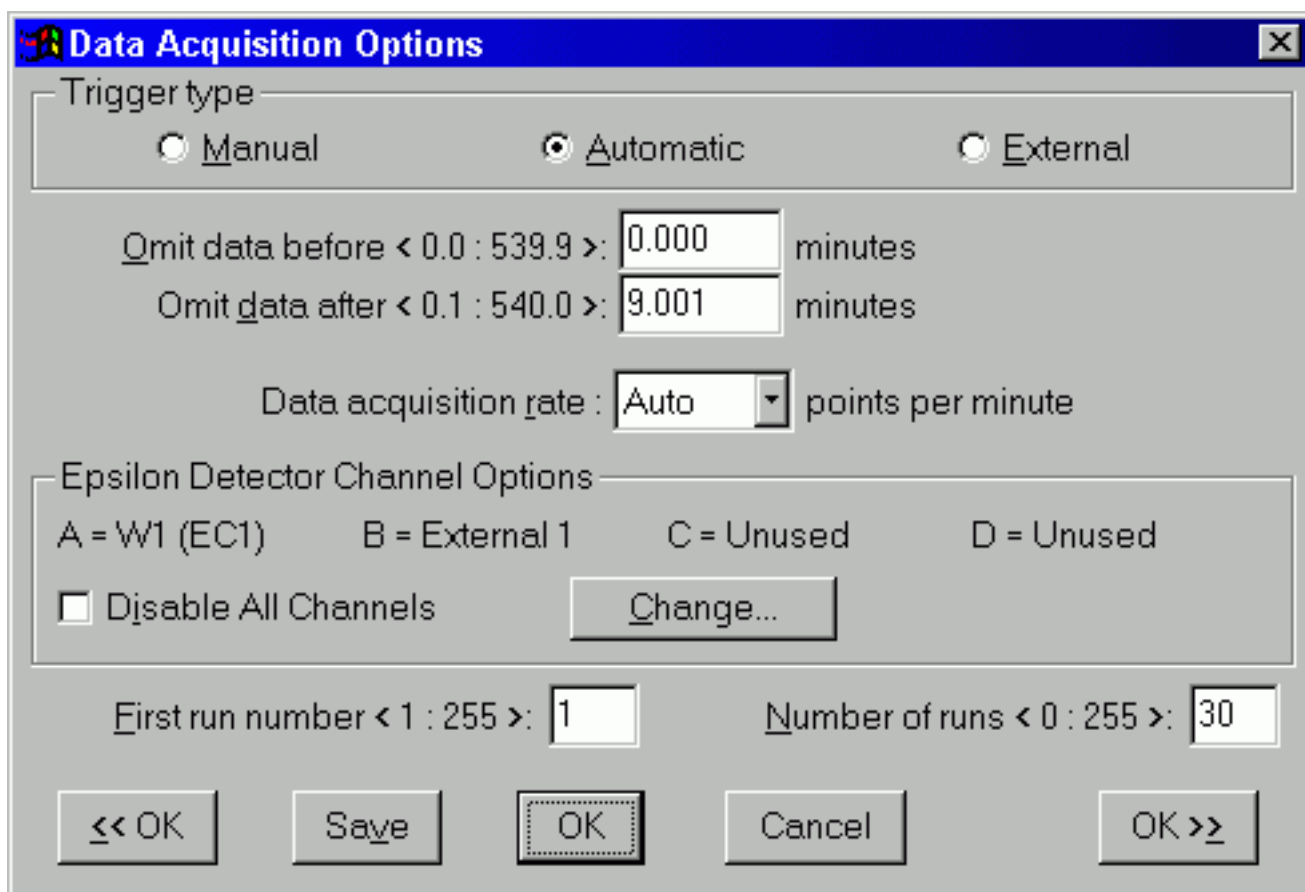 Data Acquisition Options
Trigger type
Manual Automatic External
Omit data before < 0.0 : 539.9 >: 0.000 minutes
Omit data after < 0.1 : 540.0 >: 9.001 minutes
Data acquisition rate : Auto points per minute
Epsilon Detector Channel Options
A = W1 (EC1) B = External 1 C = Unused D = Unused
Disable All Channels Change...
First run number < 1 : 255 >: 1 Number of runs < 0 : 255 >: 30
<< OK Save OK Cancel OK >>